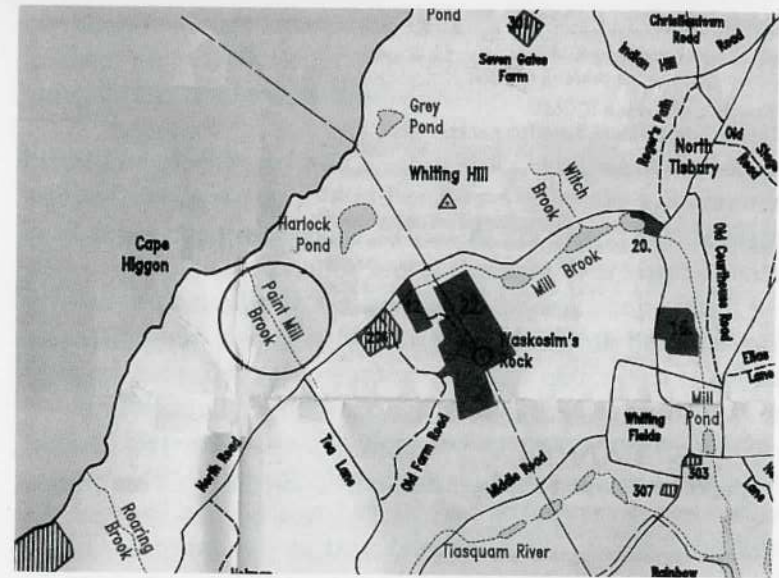 Pond
30
Seven Gates
Farm
Christiantown
Road
Indian Hill Road
Grey
Pond
Roger's Path
North
Tisbury
Old
Stage
Road
Whiting Hill
Witch
Brook
Harlock
Pond
Cape
Higgon
20.
Mill Brook
Old Courthouse Road
Paint Mill
Brook
22
Waskosim's
Rock
Elias
Lane
Mill
Pond
Whiting
Fields
North Road
Tea Lane
Old Farm Road
Middle Road
303
307
Lane
Roaring
Brook
Tiasquam River
Rainbow